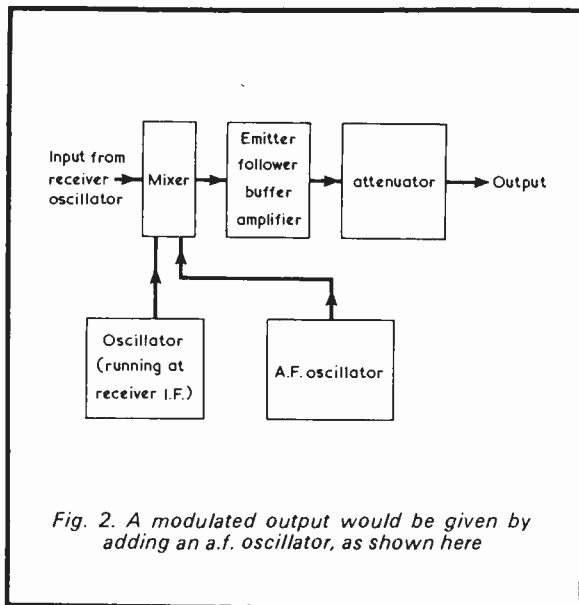 Input from
receiver
oscillator
Mixer
Emitter
follower
buffer
amplifier
attenuator
Output
Oscillator
(running at
receiver I.F.)
A.F. oscillator
Fig. 2. A modulated output would be given by
adding an a.f. oscillator, as shown here